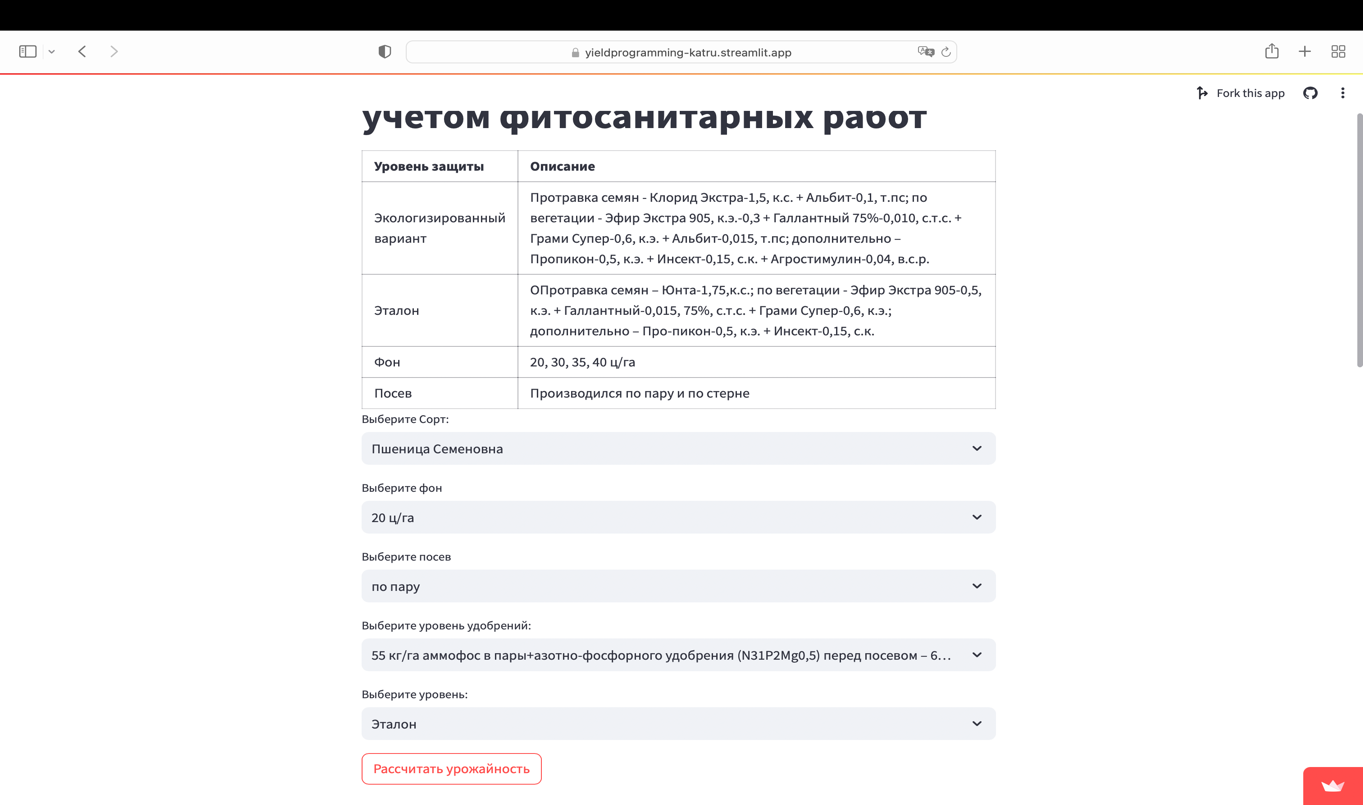 yieldprogramming-katru.streamlit.app
Fork this app
учетом фитосанитарных работ
Уровень защиты
Описание
Экологизированный
вариант
Протравка семян - Клорид Экстра-1,5, к.с. + Альбит-0,1, т.пс; по
вегетации - Эфир Экстра 905, к.э.-0,3 + Галлантный 75%-0,010, с.т.с. +
Грами Супер-0,6, к.э. + Альбит-0,015, т.пс; дополнительно –
Пропикон-0,5, к.э. + Инсект-0,15, с.к. + Агростимулин-0,04, в.с.р.
Эталон
ОПротравка семян – Юнта-1,75,к.с.; по вегетации - Эфир Экстра 905-0,5,
к.э. + Галлантный-0,015, 75%, с.т.с. + Грами Супер-0,6, к.э.;
дополнительно – Про-пикон-0,5, к.э. + Инсект-0,15, с.к.
Фон
20, 30, 35, 40 ц/га
Посев
Производился по пару и по стерне
Выберите Сорт:
Пшеница Семеновна
Выберите фон
20 ц/га
Выберите посев
по пару
Выберите уровень удобрений:
55 кг/га аммофос в пары+азотно-фосфорного удобрения (N31P2Mg0,5) перед посевом – 6...
Выберите уровень:
Эталон
Рассчитать урожайность